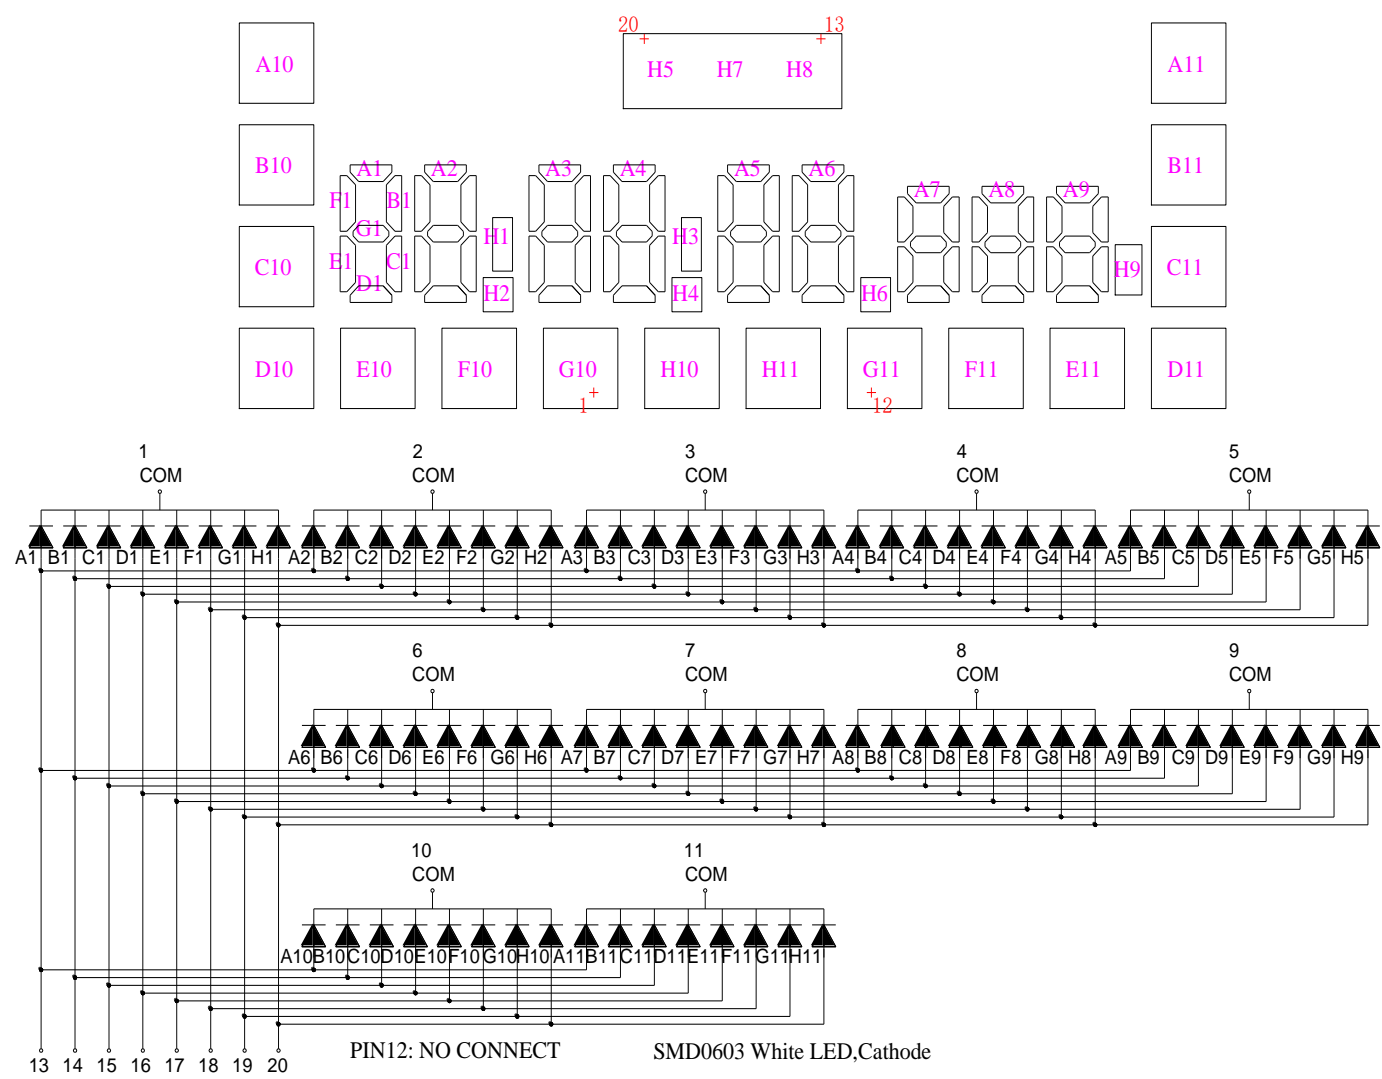 20 13
A10 H5 H7 H8 A11
B10 A1 A2 A3 A4 A5 A6 B11
F1 B1 A7 A8 A9
G1 H1 H3
C10 E1 C1 H9 C11
D1 H2 H4 H6
D10 E10 F10 G10 H10 H11 G11 F11 E11 D11
1 12
1 2 3 4 5
COM COM COM COM COM
A1 B1 C1 D1 E1 F1 G1 H1 A2 B2 C2 D2 E2 F2 G2 H2 A3 B3 C3 D3 E3 F3 G3 H3 A4 B4 C4 D4 E4 F4 G4 H4 A5 B5 C5 D5 E5 F5 G5 H5
6 7 8 9
COM COM COM COM
A6 B6 C6 D6 E6 F6 G6 H6 A7 B7 C7 D7 E7 F7 G7 H7 A8 B8 C8 D8 E8 F8 G8 H8 A9 B9 C9 D9 E9 F9 G9 H9
10 11
COM COM
A10 B10 C10 D10 E10 F10 G10 H10 A11 B11 C11 D11 E11 F11 G11 H11
13 14 15 16 17 18 19 20
PIN12: NO CONNECT SMD0603 White LED,Cathode